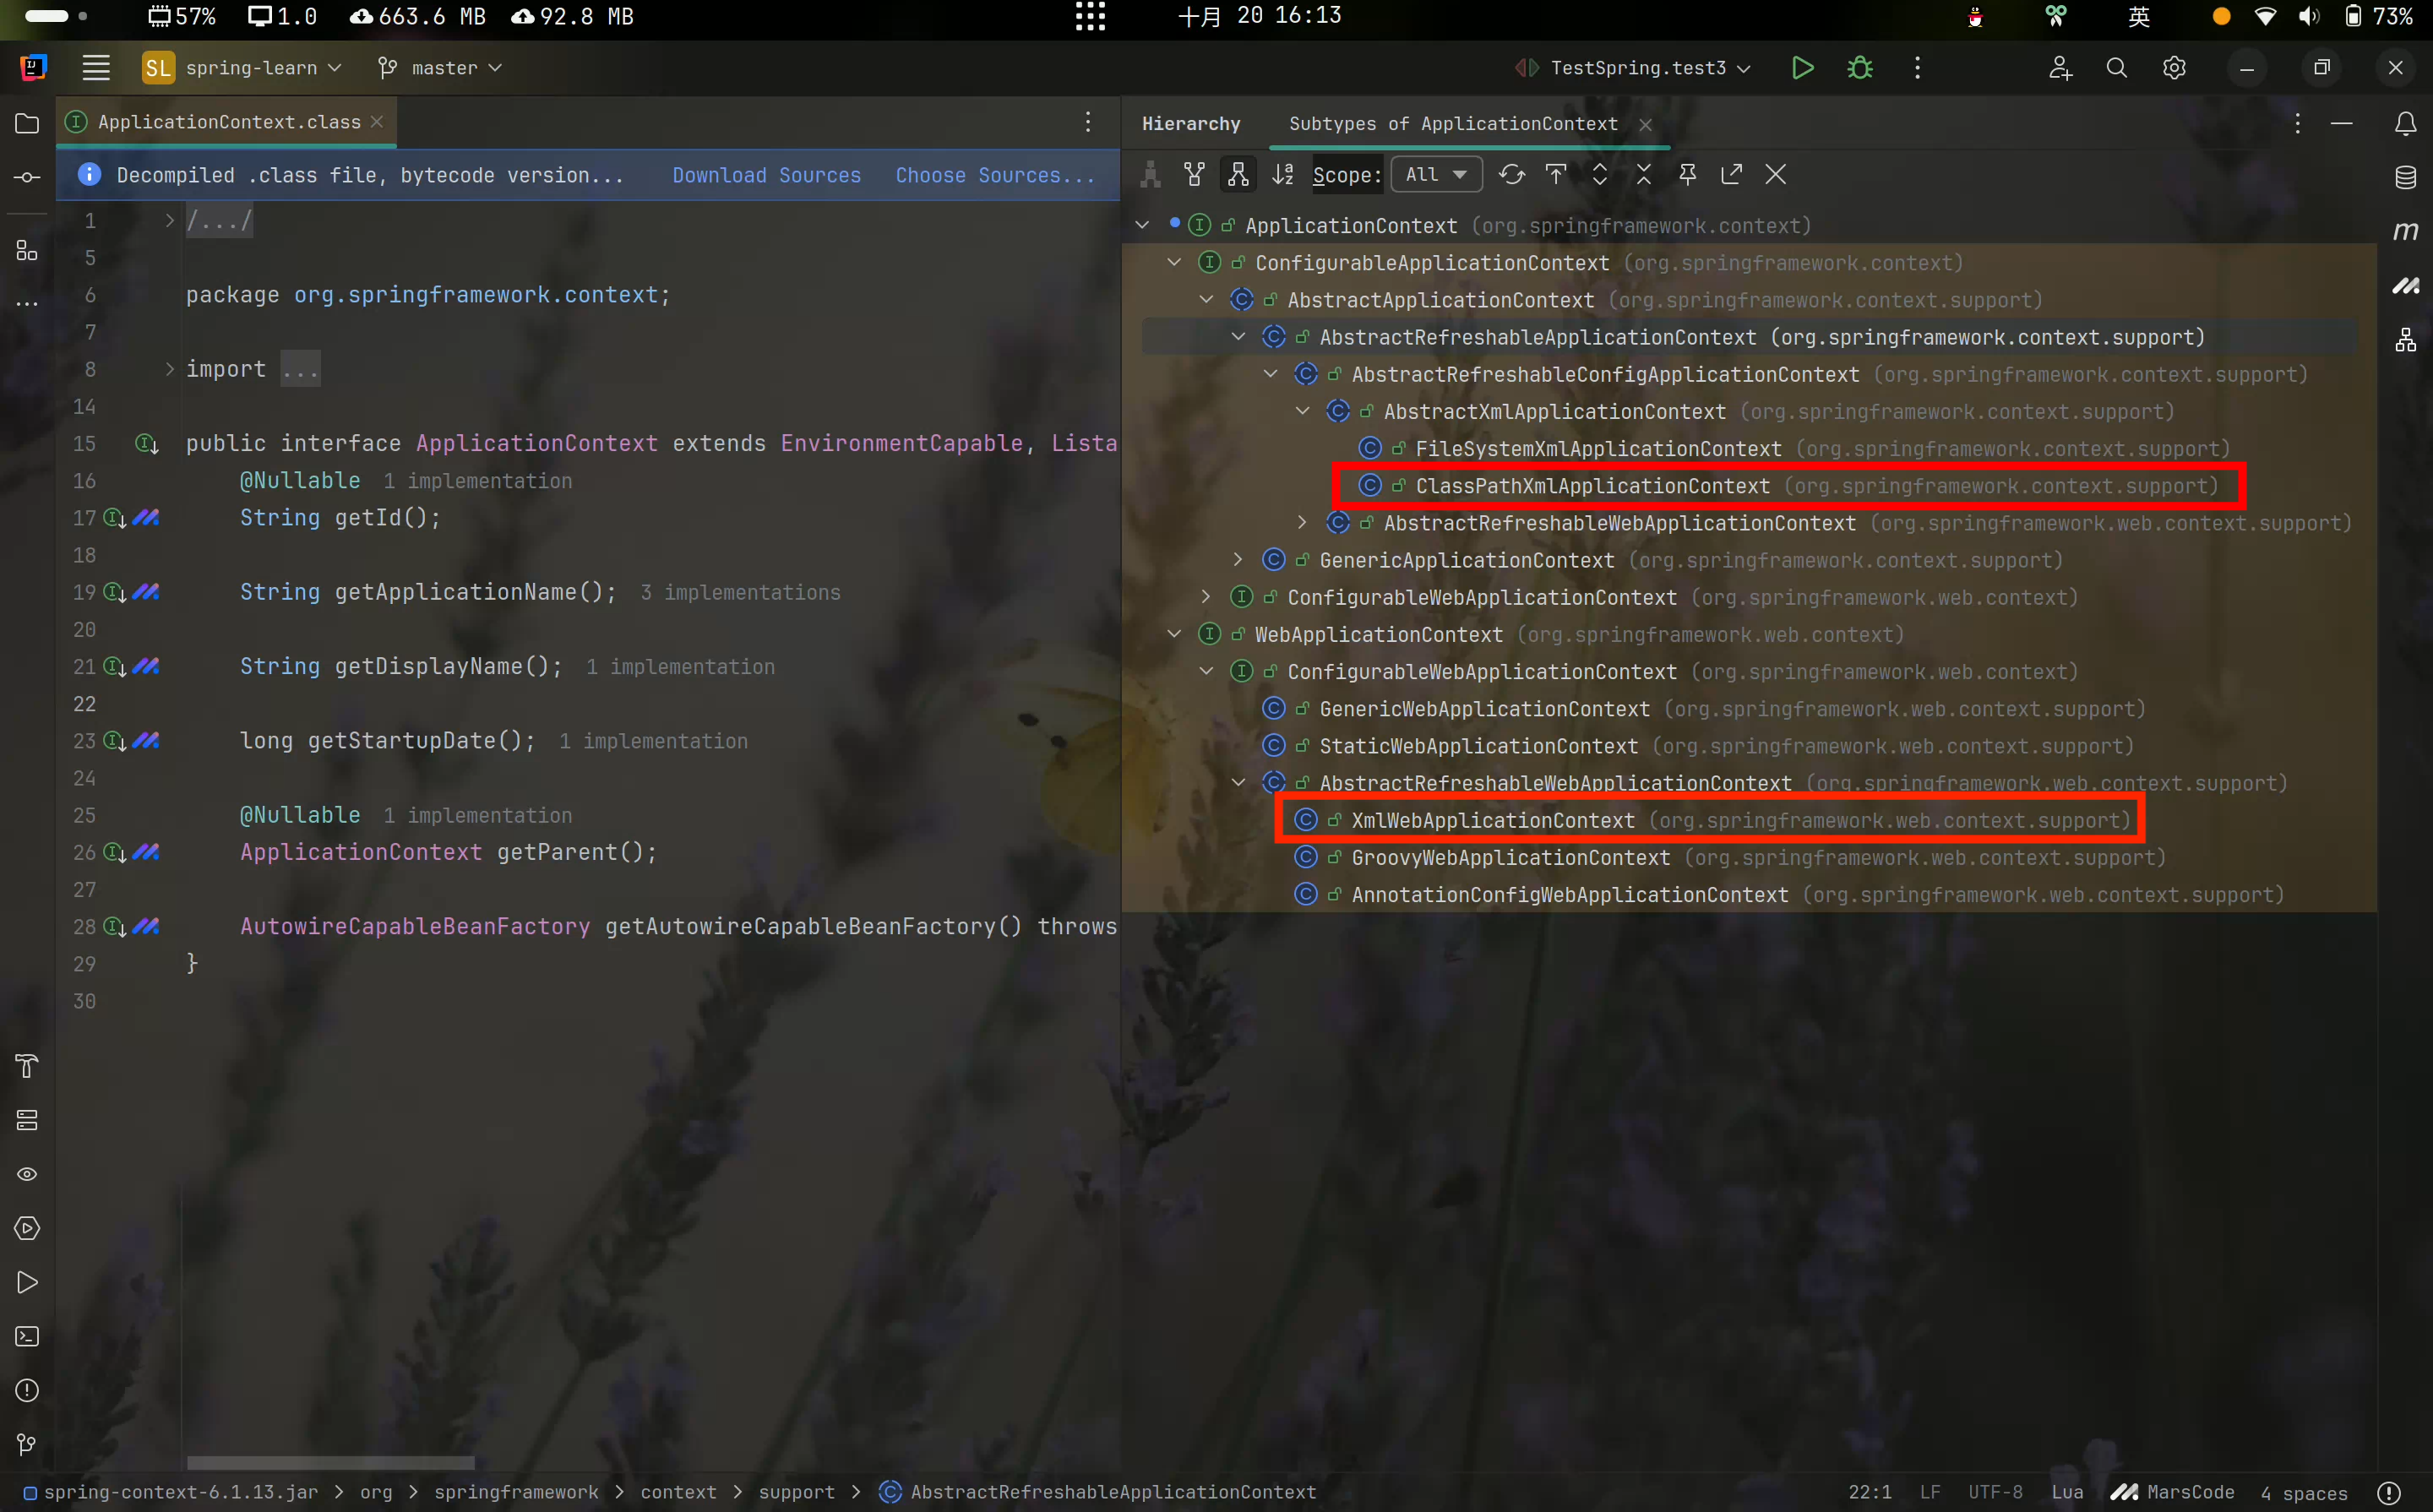 57% 1.0 663.6 MB 92.8 MB 十月 20 16:13 英 73%
SL spring-learn master TestSpring.test3
ApplicationContext.class
Hierarchy Subtypes of ApplicationContext
Decompiled .class file, bytecode version... Download Sources Choose Sources...
Scope: All
1 /.../
5
6 package org.springframework.context;
7
8 import ...
14
15 public interface ApplicationContext extends EnvironmentCapable, Lista
16 @Nullable 1 implementation
17 String getId();
18
19 String getApplicationName(); 3 implementations
20
21 String getDisplayName(); 1 implementation
22
23 long getStartupDate(); 1 implementation
24
25 @Nullable 1 implementation
26 ApplicationContext getParent();
27
28 AutowireCapableBeanFactory getAutowireCapableBeanFactory() throws
29 }
30
ApplicationContext (org.springframework.context)
ConfigurableApplicationContext (org.springframework.context)
AbstractApplicationContext (org.springframework.context.support)
AbstractRefreshableApplicationContext (org.springframework.context.support)
AbstractRefreshableConfigApplicationContext (org.springframework.context.support)
AbstractXmlApplicationContext (org.springframework.context.support)
FileSystemXmlApplicationContext (org.springframework.context.support)
ClassPathXmlApplicationContext (org.springframework.context.support)
AbstractRefreshableWebApplicationContext (org.springframework.web.context.support)
GenericApplicationContext (org.springframework.context.support)
ConfigurableWebApplicationContext (org.springframework.web.context)
WebApplicationContext (org.springframework.web.context)
ConfigurableWebApplicationContext (org.springframework.web.context)
GenericWebApplicationContext (org.springframework.web.context.support)
StaticWebApplicationContext (org.springframework.web.context.support)
AbstractRefreshableWebApplicationContext (org.springframework.web.context.support)
XmlWebApplicationContext (org.springframework.web.context.support)
GroovyWebApplicationContext (org.springframework.web.context.support)
AnnotationConfigWebApplicationContext (org.springframework.web.context.support)
spring-context-6.1.13.jar > org > springframework > context > support > AbstractRefreshableApplicationContext 22:1 LF UTF-8 Lua MarsCode 4 spaces